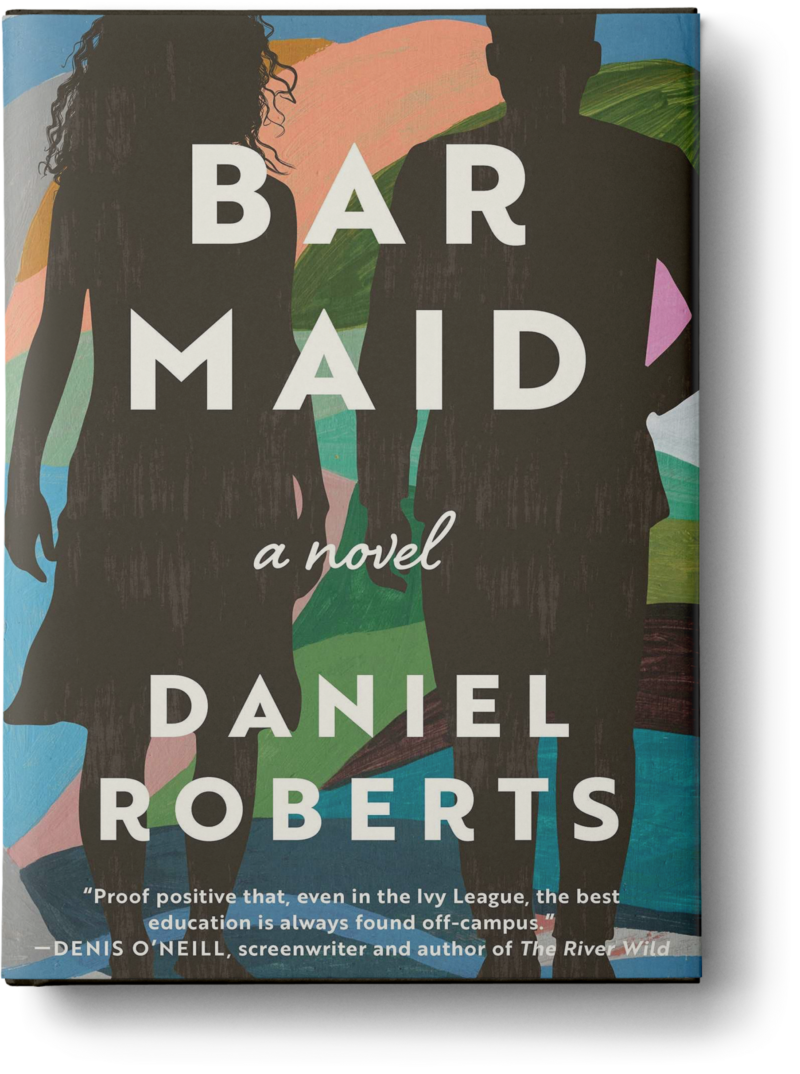 BAR
MAID
a novel
DANIEL
ROBERTS
“Proof positive that, even in the Ivy League, the best
education is always found off-campus.“
—DENIS O’NEILL, screenwriter and author of The River Wild